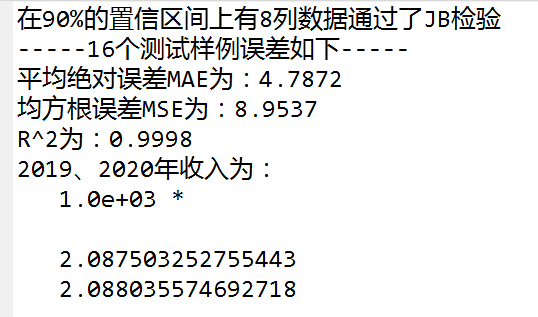 在90%的置信区间上有8列数据通过了JB检验
-----16个测试样例误差如下-----
平均绝对误差MAE为：4.7872
均方根误差MSE为：8.9537
R^2为：0.9998
2019、2020年收入为：
1.0e+03 *
2.087503252755443
2.088035574692718